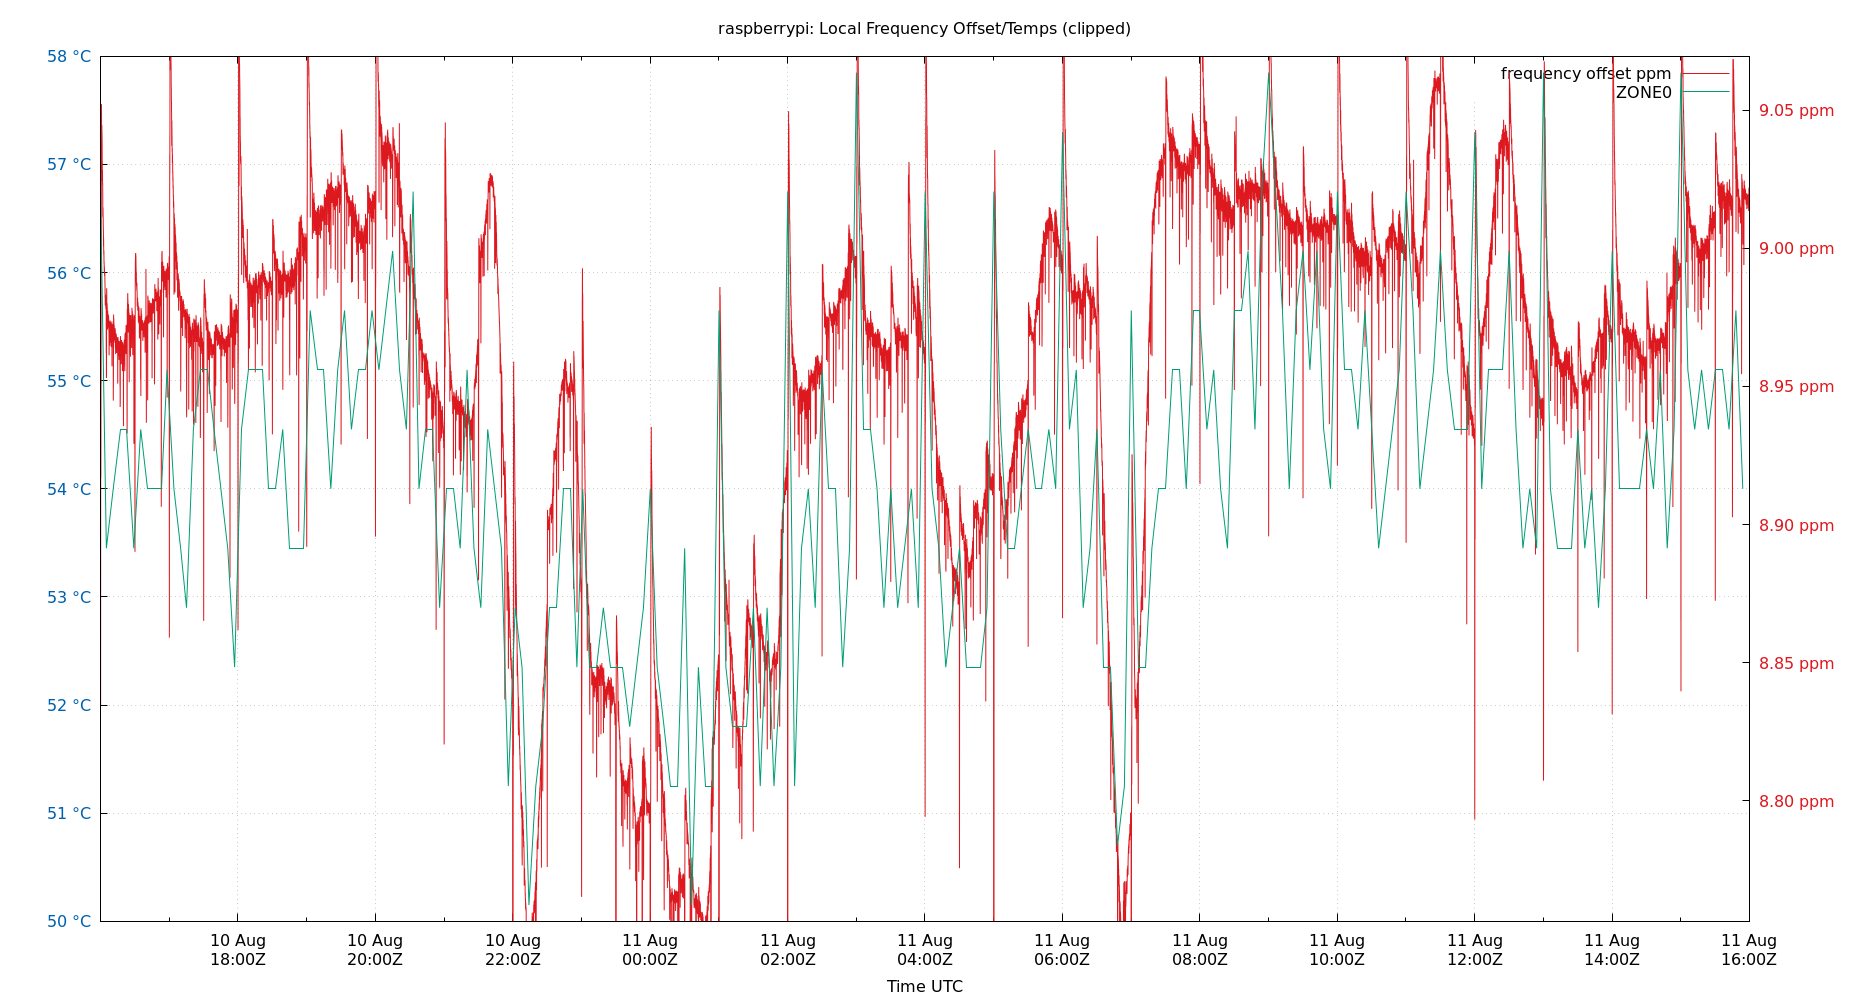 raspberrypi: Local Frequency Offset/Temps (clipped)
58 °C
57 °C
56 °C
55 °C
54 °C
53 °C
52 °C
51 °C
50 °C
frequency offset ppm
ZONE0
9.05 ppm
9.00 ppm
8.95 ppm
8.90 ppm
8.85 ppm
8.80 ppm
10 Aug 10 Aug 10 Aug 11 Aug 11 Aug 11 Aug 11 Aug 11 Aug 11 Aug 11 Aug 11 Aug 11 Aug
18:00Z 20:00Z 22:00Z 00:00Z 02:00Z 04:00Z 06:00Z 08:00Z 10:00Z 12:00Z 14:00Z 16:00Z
Time UTC